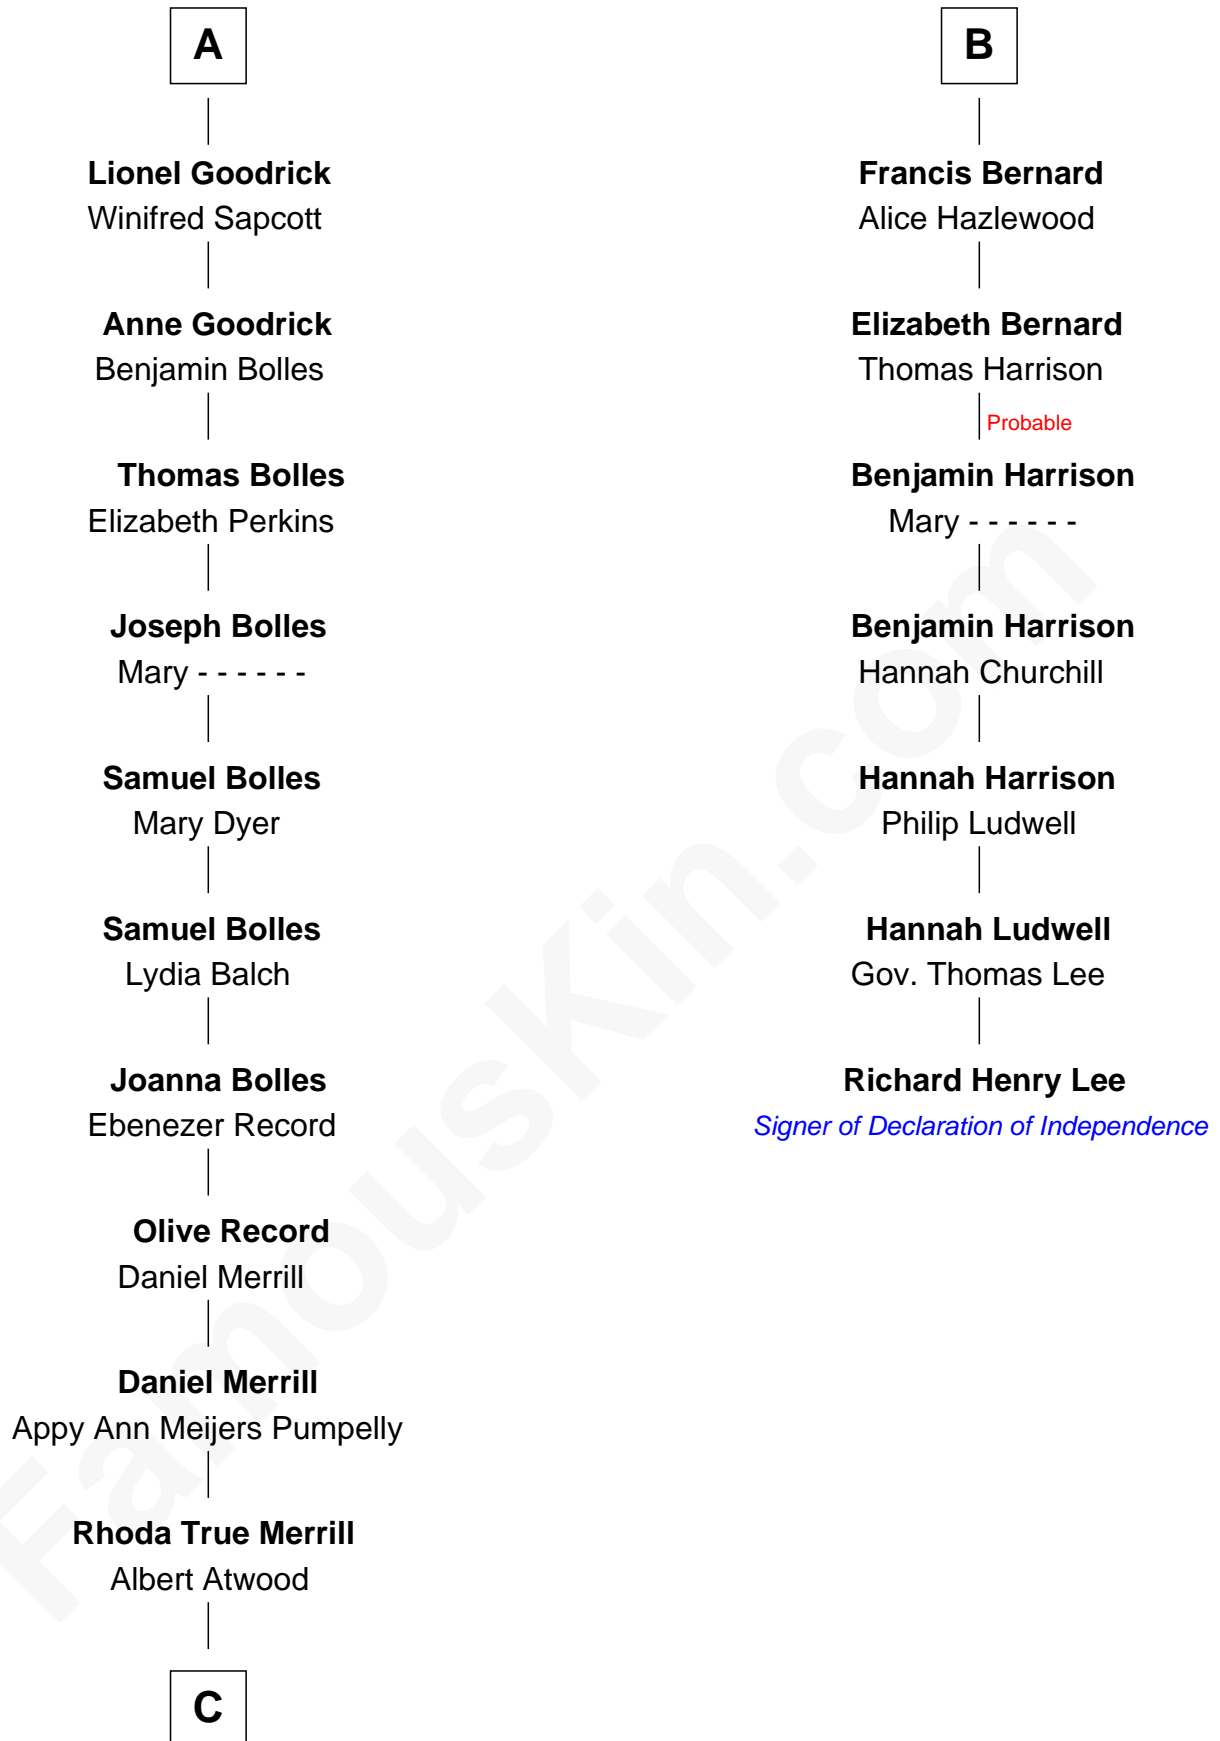 A
Lionel Goodrick
Winifred Sapcott
Anne Goodrick
Benjamin Bolles
Thomas Bolles
Elizabeth Perkins
Joseph Bolles
Mary - - - - - -
Samuel Bolles
Mary Dyer
Samuel Bolles
Lydia Balch
Joanna Bolles
Ebenezer Record
Olive Record
Daniel Merrill
Daniel Merrill
Appy Ann Meijers Pumpelly
Rhoda True Merrill
Albert Atwood
C
B
Francis Bernard
Alice Hazlewood
Elizabeth Bernard
Thomas Harrison
Probable
Benjamin Harrison
Mary - - - - - -
Benjamin Harrison
Hannah Churchill
Hannah Harrison
Philip Ludwell
Hannah Ludwell
Gov. Thomas Lee
Richard Henry Lee
Signer of Declaration of Independence
FamousKin.com